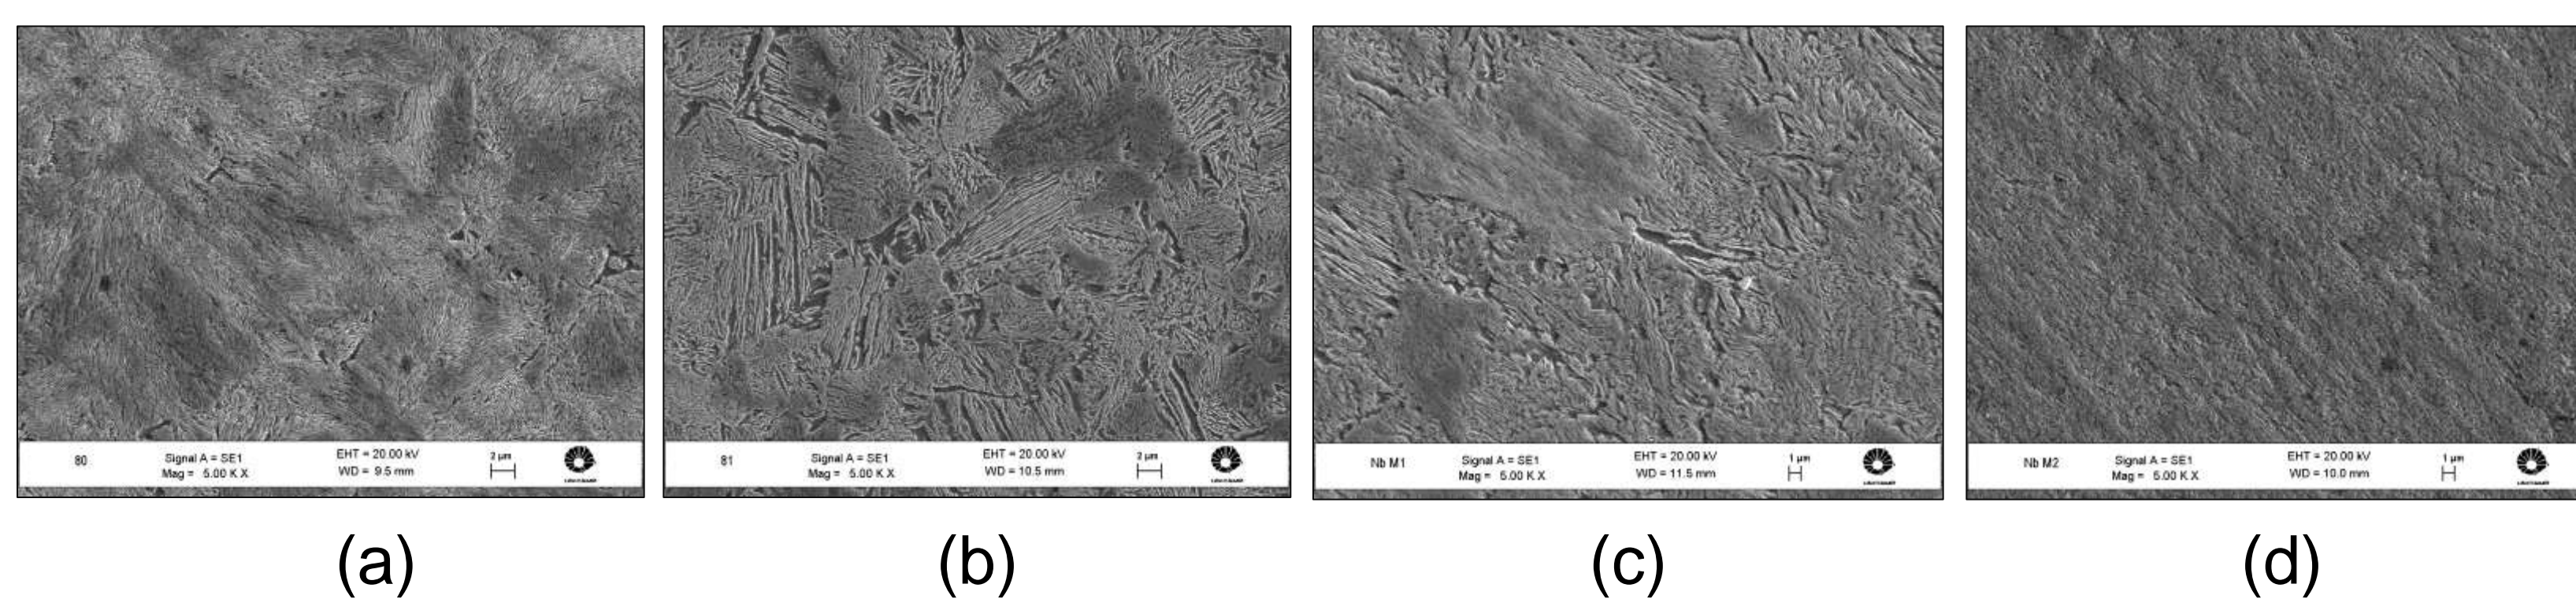 80
Signal A = SE1
Mag = 5.00 K X
EHT = 20.00 kV
WD = 9.5 mm
2 µm
81
Signal A = SE1
Mag = 5.00 K X
EHT = 20.00 kV
WD = 10.5 mm
2 µm
Nb M1
Signal A = SE1
Mag = 5.00 K X
EHT = 20.00 kV
WD = 11.5 mm
1 µm
Nb M2
Signal A = SE1
Mag = 5.00 K X
EHT = 20.00 kV
WD = 10.0 mm
1 µm
(a)
(b)
(c)
(d)